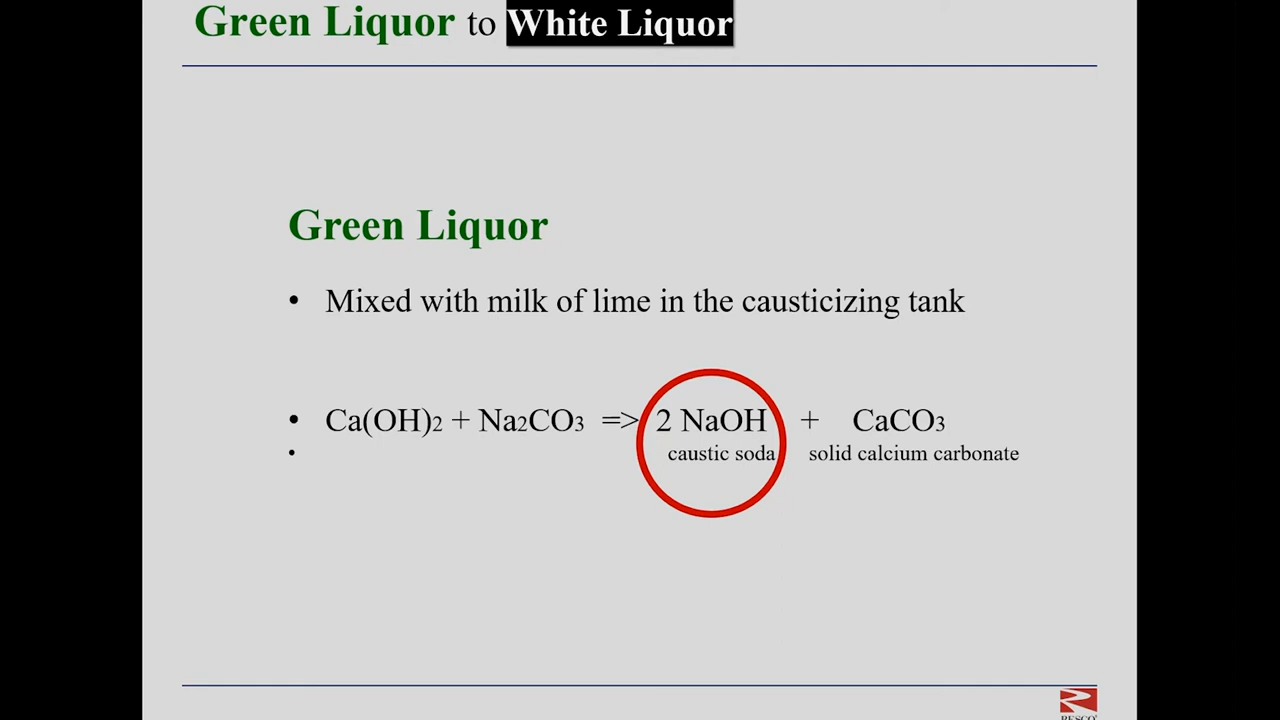 Green Liquor to White Liquor
Green Liquor
• Mixed with milk of lime in the causticizing tank
• Ca(OH)2 + Na2CO3 => 2 NaOH + CaCO3
• caustic soda solid calcium carbonate
RESCO